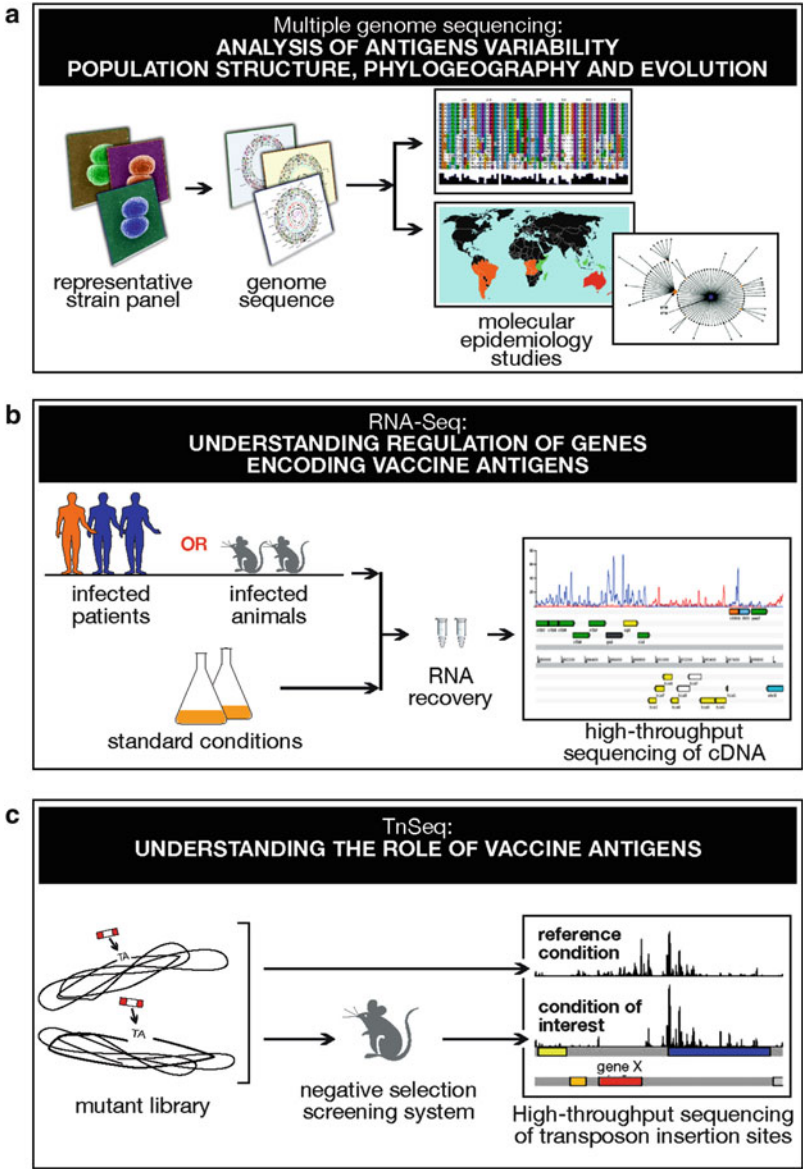 a
Multiple genome sequencing:
ANALYSIS OF ANTIGENS VARIABILITY
POPULATION STRUCTURE, PHYLOGEOGRAPHY AND EVOLUTION
representative
strain panel
genome
sequence
molecular
epidemiology
studies
b
RNA-Seq:
UNDERSTANDING REGULATION OF GENES
ENCODING VACCINE ANTIGENS
OR
infected
patients
infected
animals
standard conditions
RNA
recovery
high-throughput
sequencing of cDNA
c
TnSeq:
UNDERSTANDING THE ROLE OF VACCINE ANTIGENS
TA
TA
mutant library
negative selection
screening system
reference
condition
condition of
interest
gene X
High-throughput sequencing
of transposon insertion sites